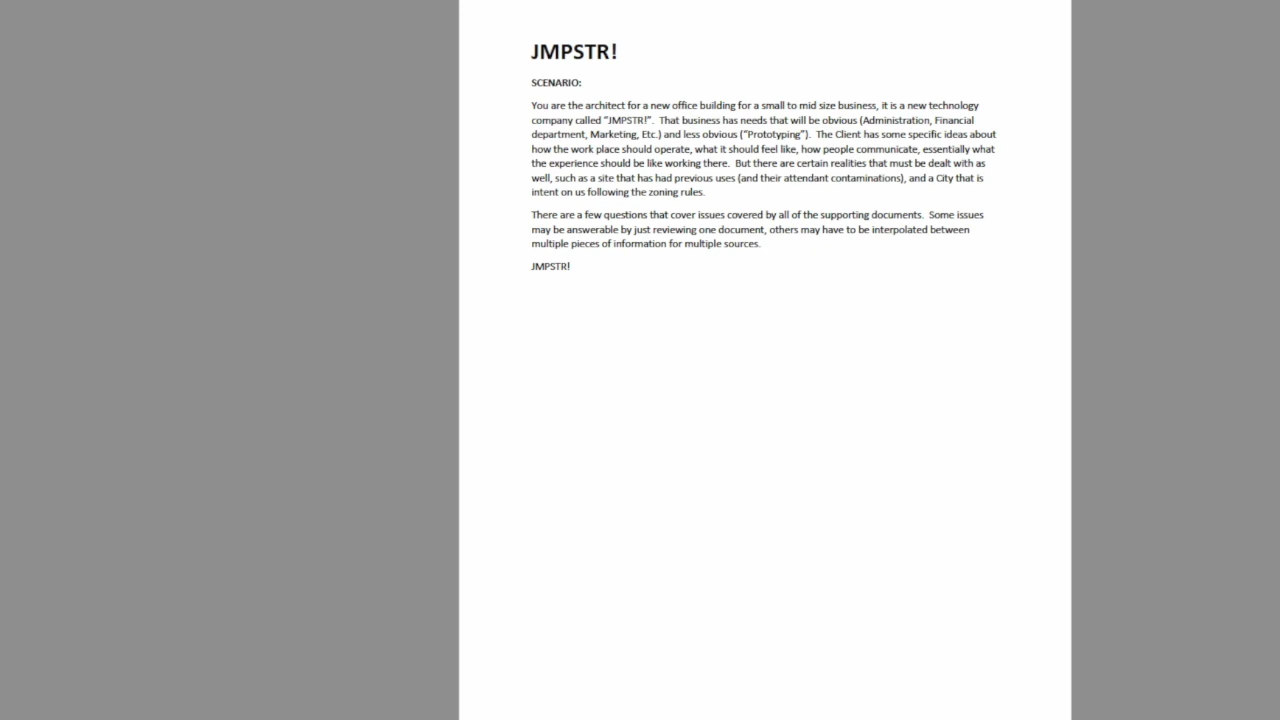 JMPSTR!
SCENARIO:
You are the architect for a new office building for a small to mid size business, it is a new technology
company called “JMPSTR!”.  That business has needs that will be obvious (Administration, Financial
department, Marketing, Etc.) and less obvious (“Prototyping”).  The Client has some specific ideas about
how the work place should operate, what it should feel like, how people communicate, essentially what
the experience should be like working there.  But there are certain realities that must be dealt with as
well, such as a site that has had previous uses (and their attendant contaminations), and a City that is
intent on us following the zoning rules.
There are a few questions that cover issues covered by all of the supporting documents.  Some issues
may be answerable by just reviewing one document, others may have to be interpolated between
multiple pieces of information for multiple sources.
JMPSTR!